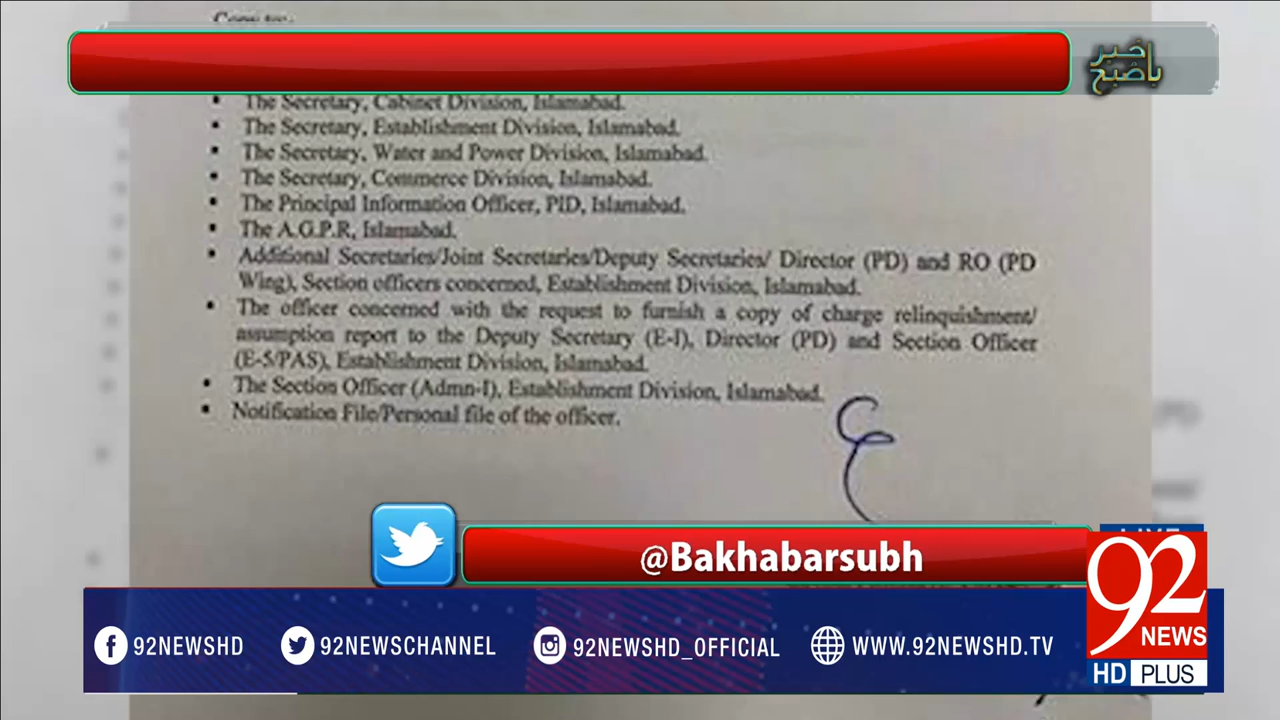 Copy to:-
باخبر صبح
The Secretary, Cabinet Division, Islamabad.
The Secretary, Establishment Division, Islamabad.
The Secretary, Water and Power Division, Islamabad.
The Secretary, Commerce Division, Islamabad.
The Principal Information Officer, PID, Islamabad.
The A.G.P.R, Islamabad.
Additional Secretaries/Joint Secretaries/Deputy Secretaries/ Director (PD) and RO (PD
Wing), Section officers concerned, Establishment Division, Islamabad.
The officer concerned with the request to furnish a copy of charge relinquishment/
assumption report to the Deputy Secretary (E-I), Director (PD) and Section Officer
(E-5/PAS), Establishment Division, Islamabad.
The Section Officer (Admn-I), Establishment Division, Islamabad.
Notification File/Personal file of the officer.
@Bakhabarsubh
LIVE
92
NEWS
HD PLUS
92NEWSHD 92NEWSCHANNEL 92NEWSHD_OFFICIAL WWW.92NEWSHD.TV